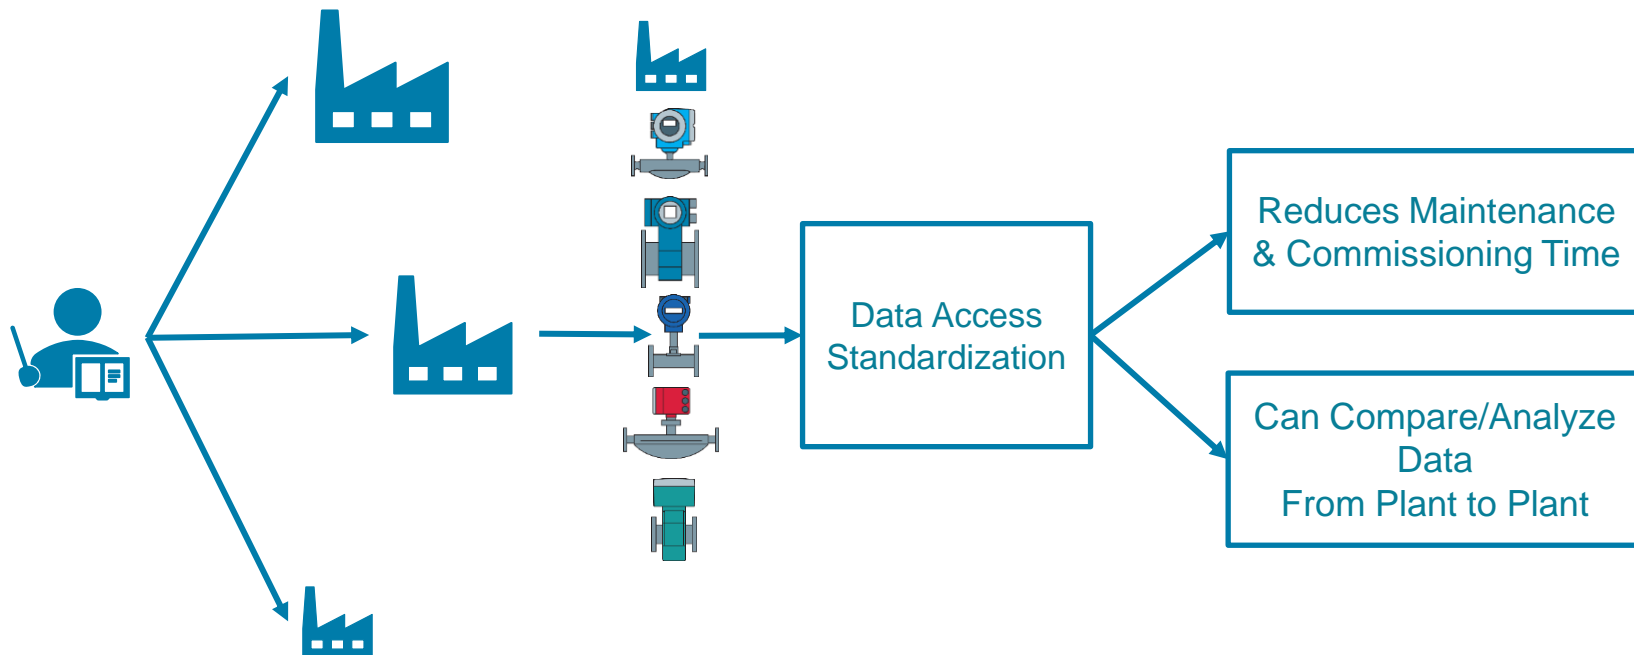 Data Access
Standardization
Reduces Maintenance
& Commissioning Time
Can Compare/Analyze
Data
From Plant to Plant